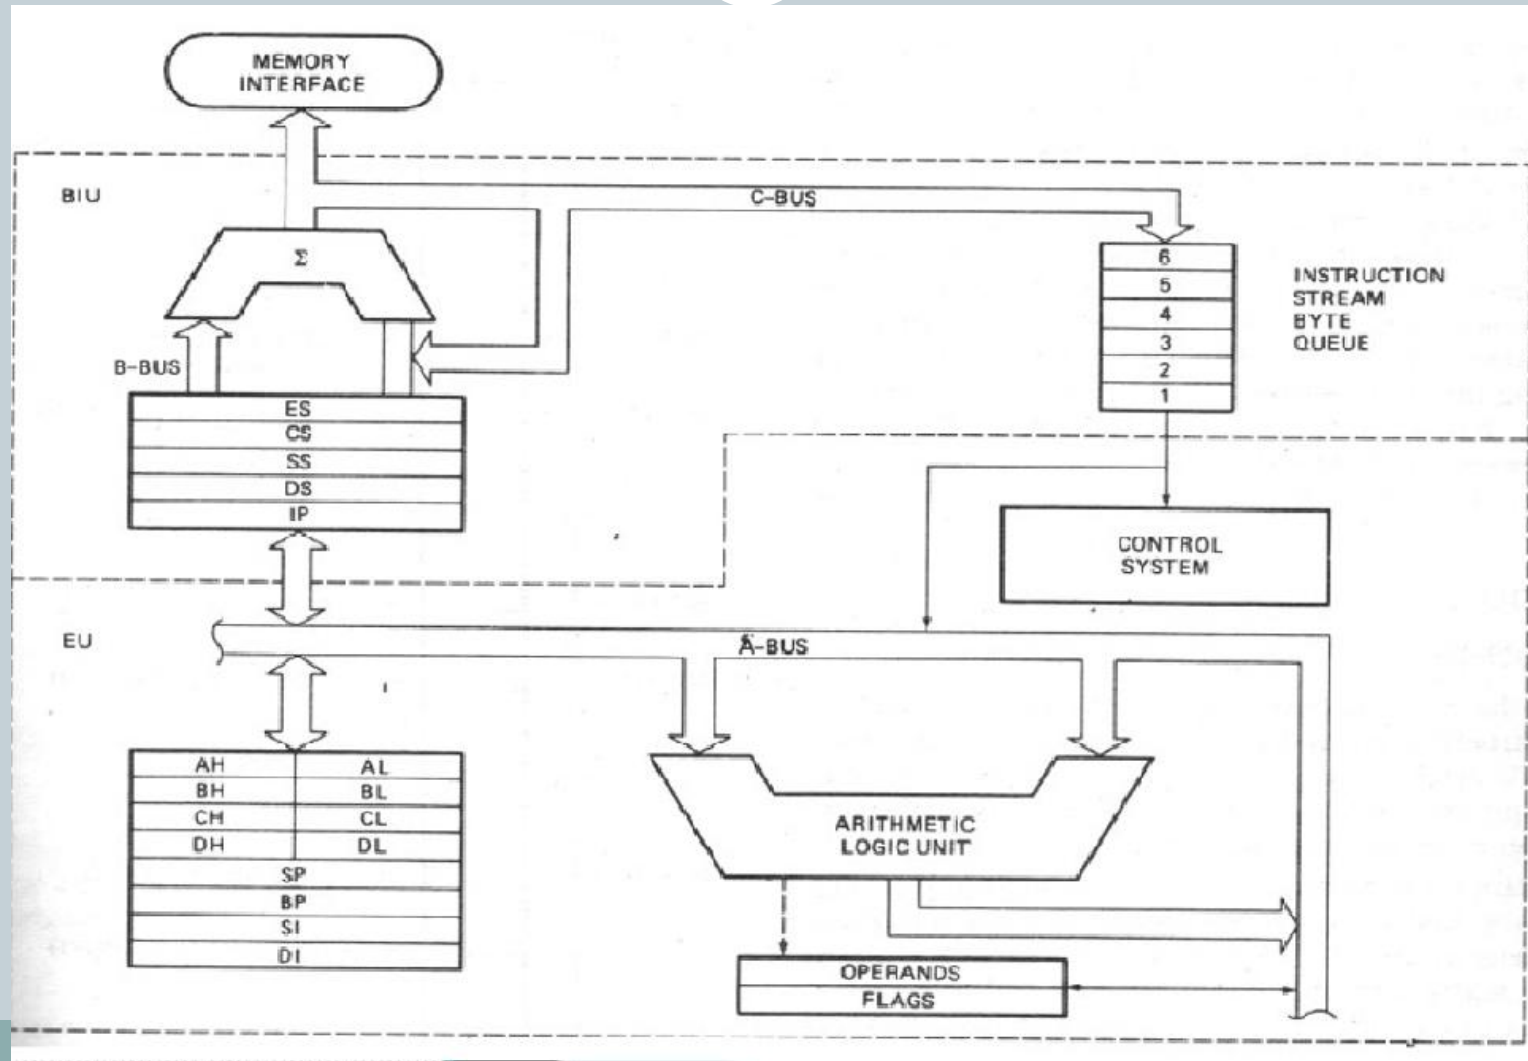 MEMORY
INTERFACE
BIU
C-BUS
Σ
6
5
4
3
2
1
INSTRUCTION
STREAM
BYTE
QUEUE
B-BUS
ES
CS
SS
DS
IP
CONTROL
SYSTEM
EU
A-BUS
AH AL
BH BL
CH CL
DH DL
SP
BP
SI
DI
ARITHMETIC
LOGIC UNIT
OPERANDS
FLAGS